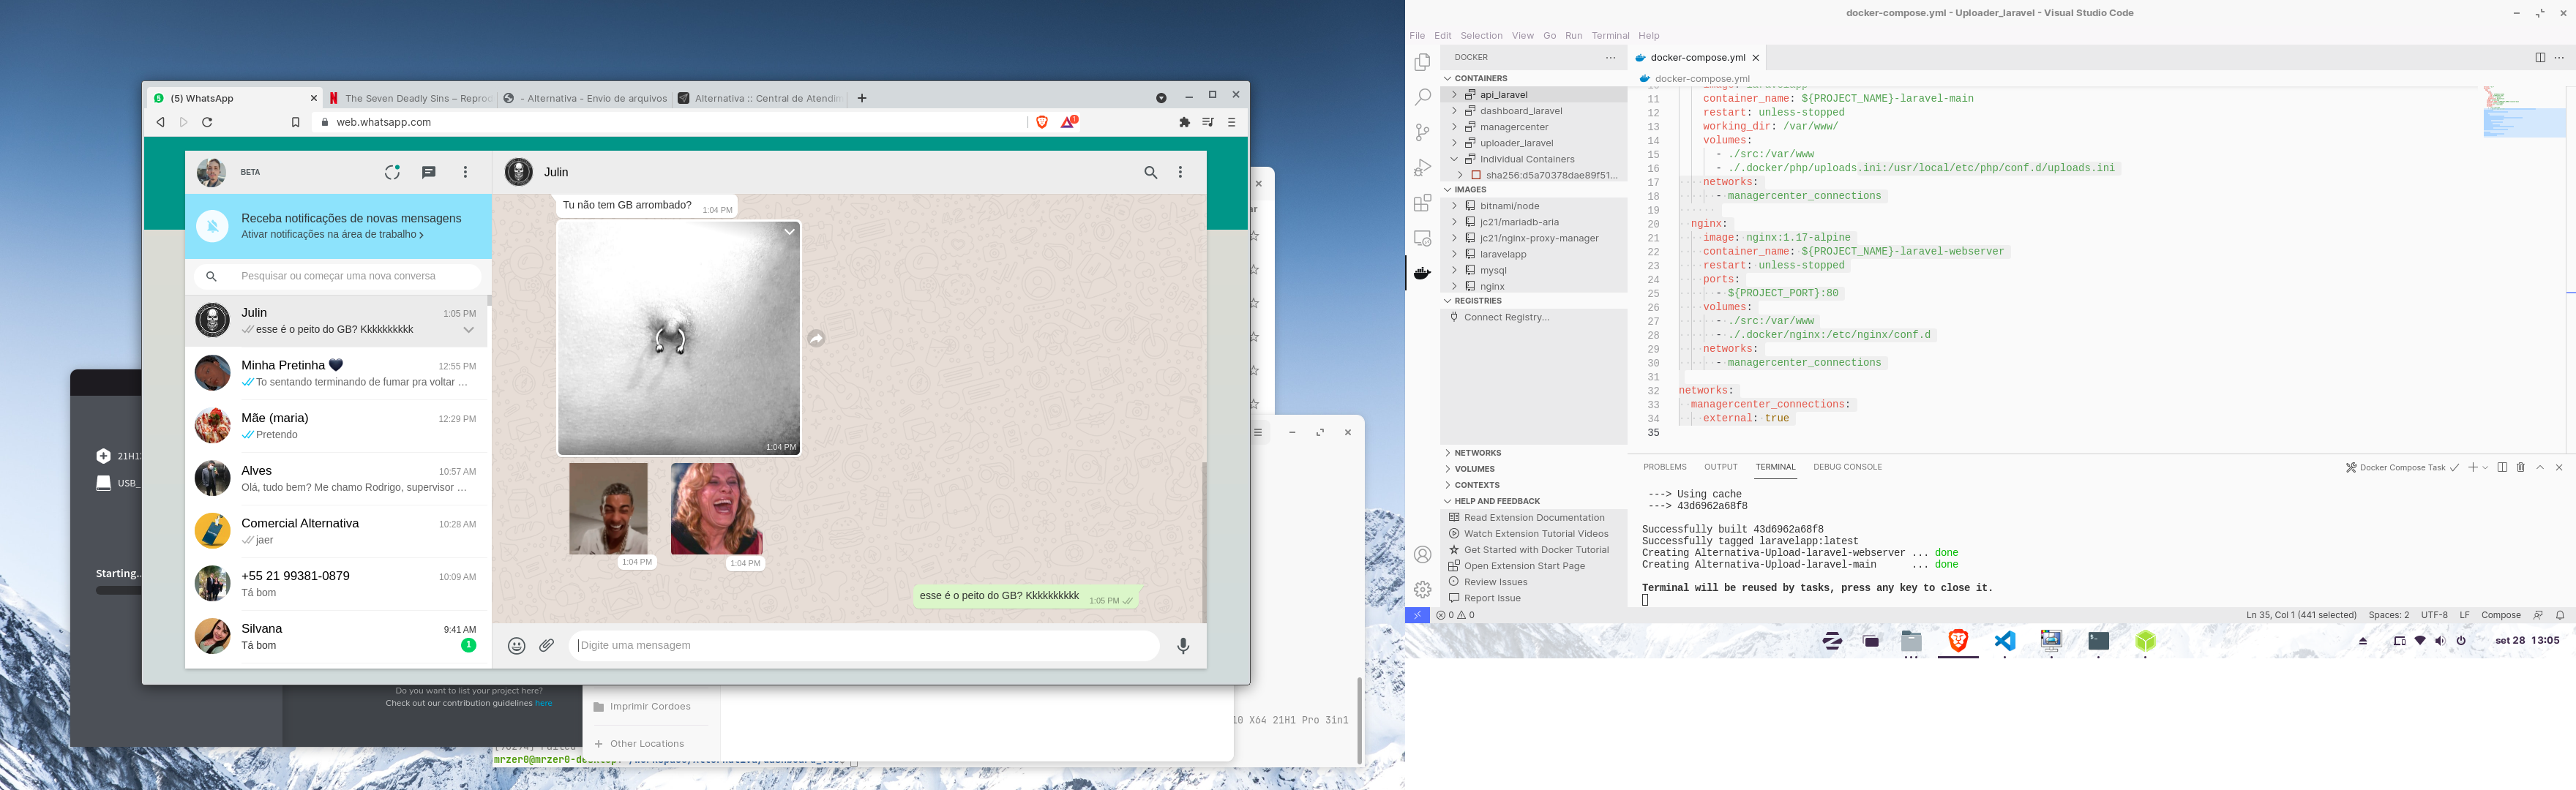 (5) WhatsApp
The Seven Deadly Sins – Reproc
- Alternativa - Envio de arquivos
Alternativa :: Central de Atendin
web.whatsapp.com
1
BETA
Receba notificações de novas mensagens
Ativar notificações na área de trabalho
Pesquisar ou começar uma nova conversa
Julin
1:05 PM
esse é o peito do GB? Kkkkkkkkkk
Minha Pretinha 🖤
12:55 PM
To sentando terminando de fumar pra voltar …
Mãe (maria)
12:29 PM
Pretendo
Alves
10:57 AM
Olá, tudo bem? Me chamo Rodrigo, supervisor …
Comercial Alternativa
10:28 AM
jaer
+55 21 99381-0879
10:09 AM
Tá bom
Silvana
9:41 AM
Tá bom
1
Julin
Tu não tem GB arrombado?
1:04 PM
1:04 PM
1:04 PM
1:04 PM
esse é o peito do GB? Kkkkkkkkkk
1:05 PM
Digite uma mensagem
ar
21H1
USB_
Starting..
Do you want to list your project here?
Check out our contribution guidelines here
Imprimir Cordoes
Other Locations
10 X64 21H1 Pro 3in1
docker-compose.yml - Uploader_laravel - Visual Studio Code
File Edit Selection View Go Run Terminal Help
DOCKER
CONTAINERS
api_laravel
dashboard_laravel
managercenter
uploader_laravel
Individual Containers
sha256:d5a70378dae89f51...
IMAGES
bitnami/node
jc21/mariadb-aria
jc21/nginx-proxy-manager
laravelapp
mysql
nginx
REGISTRIES
Connect Registry...
NETWORKS
VOLUMES
CONTEXTS
HELP AND FEEDBACK
Read Extension Documentation
Watch Extension Tutorial Videos
Get Started with Docker Tutorial
Open Extension Start Page
Review Issues
Report Issue
docker-compose.yml
docker-compose.yml
11 container_name: ${PROJECT_NAME}-laravel-main
12 restart: unless-stopped
13 working_dir: /var/www/
14 volumes:
15 - ./src:/var/www
16 - ./.docker/php/uploads.ini:/usr/local/etc/php/conf.d/uploads.ini
17 networks:
18 - managercenter_connections
19
20 nginx:
21 image: nginx:1.17-alpine
22 container_name: ${PROJECT_NAME}-laravel-webserver
23 restart: unless-stopped
24 ports:
25 - ${PROJECT_PORT}:80
26 volumes:
27 - ./src:/var/www
28 - ./.docker/nginx:/etc/nginx/conf.d
29 networks:
30 - managercenter_connections
31
32 networks:
33 managercenter_connections:
34 external: true
35
PROBLEMS OUTPUT TERMINAL DEBUG CONSOLE
Docker Compose Task
---> Using cache
---> 43d6962a68f8
Successfully built 43d6962a68f8
Successfully tagged laravelapp:latest
Creating Alternativa-Upload-laravel-webserver ... done
Creating Alternativa-Upload-laravel-main ... done
Terminal will be reused by tasks, press any key to close it.
0 0
Ln 35, Col 1 (441 selected) Spaces: 2 UTF-8 LF Compose
set 28 13:05